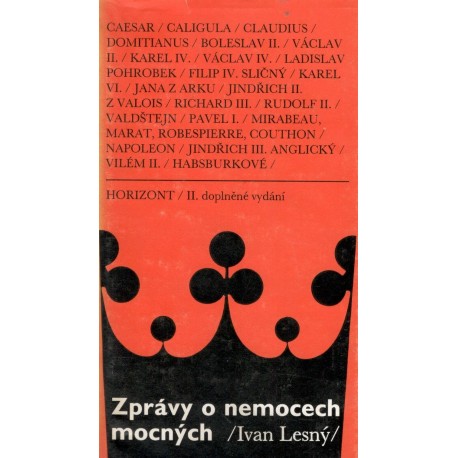 CAESAR / CALIGULA / CLAUDIUS /
DOMITIANUS / BOLESLAV II. / VÁCLAV
II. / KAREL IV. / VÁCLAV IV. / LADISLAV
POHROBEK / FILIP IV. SLIČNÝ / KAREL
VI. / JANA Z ARKU / JINDŘICH II.
Z VALOIS / RICHARD III. / RUDOLF II. /
VALDŠTEJN / PAVEL I. / MIRABEAU,
MARAT, ROBESPIERRE, COUTHON /
NAPOLEON / JINDŘICH III. ANGLICKÝ /
VILÉM II. / HABSBURKOVÉ /
HORIZONT / II. doplněné vydání
Zprávy o nemocech
mocných /Ivan Lesný/